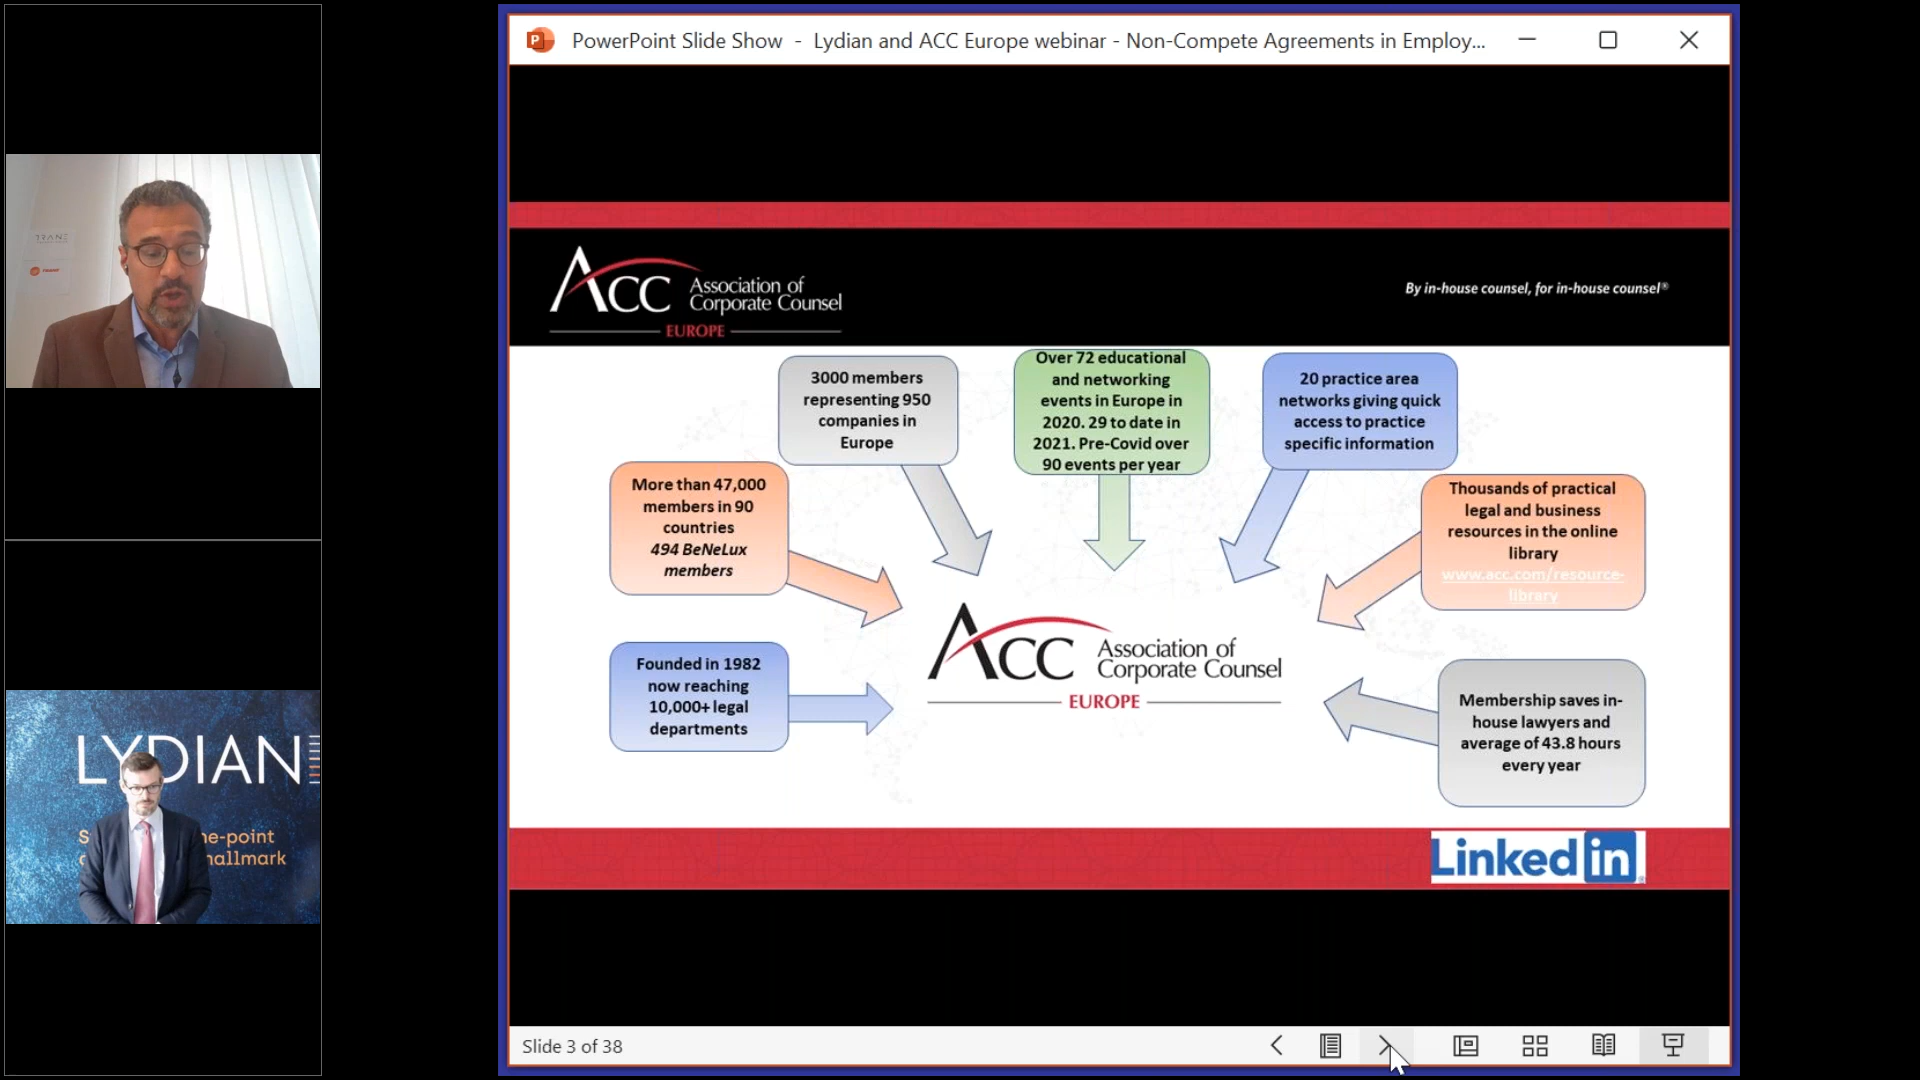 PowerPoint Slide Show - Lydian and ACC Europe webinar - Non-Compete Agreements in Employ...
TRANE
LYDIAN
ne-point
hallmark
ACC Association of
Corporate Counsel
EUROPE
By in-house counsel, for in-house counsel®
3000 members
representing 950
companies in
Europe
Over 72 educational
and networking
events in Europe in
2020. 29 to date in
2021. Pre-Covid over
90 events per year
20 practice area
networks giving quick
access to practice
specific information
More than 47,000
members in 90
countries
494 BeNeLux
members
Thousands of practical
legal and business
resources in the online
library
www.acc.com/resource-
library
Founded in 1982
now reaching
10,000+ legal
departments
ACC Association of
Corporate Counsel
EUROPE
Membership saves in-
house lawyers and
average of 43.8 hours
every year
Linked in
Slide 3 of 38